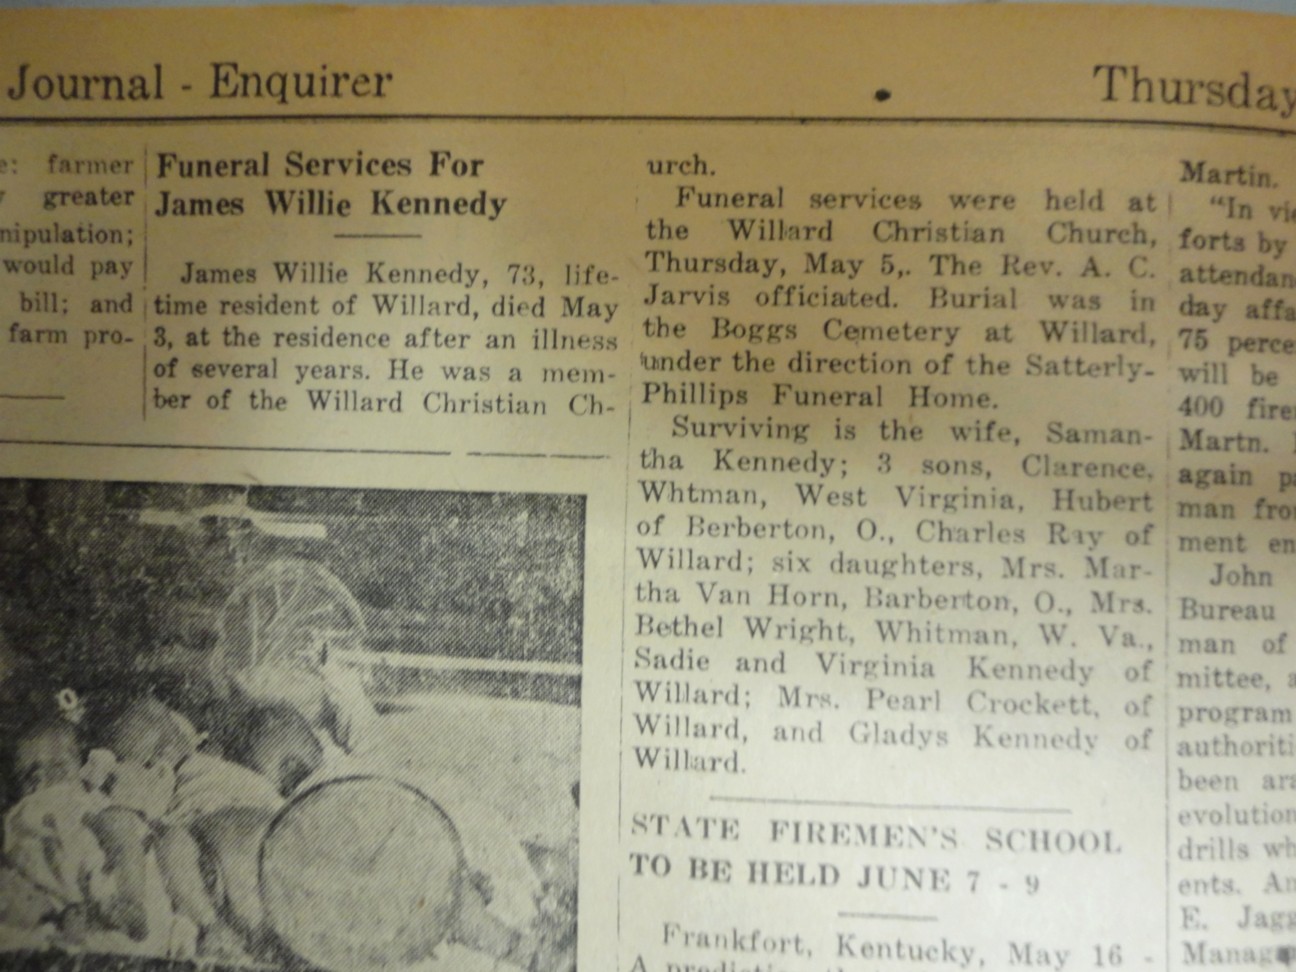 Journal - Enquirer
Thursday
farmer
greater
nipulation;
would pay
bill; and
farm pro-
Funeral Services For
James Willie Kennedy
James Willie Kennedy, 73, life-
time resident of Willard, died May
3, at the residence after an illness
of several years. He was a mem-
ber of the Willard Christian Ch-
urch.
Funeral services were held at
the Willard Christian Church,
Thursday, May 5,. The Rev. A. C.
Jarvis officiated. Burial was in
the Boggs Cemetery at Willard,
under the direction of the Satterly-
Phillips Funeral Home.
Surviving is the wife, Saman-
tha Kennedy; 3 sons, Clarence,
Whtman, West Virginia, Hubert
of Berberton, O., Charles Ray of
Willard; six daughters, Mrs. Mar-
tha Van Horn, Barberton, O., Mrs.
Bethel Wright, Whitman, W. Va.,
Sadie and Virginia Kennedy of
Willard; Mrs. Pearl Crockett, of
Willard, and Gladys Kennedy of
Willard.
STATE FIREMEN'S SCHOOL
TO BE HELD JUNE 7 - 9
Frankfort, Kentucky, May 16 -
Martin.
"In vie
forts by
attendan
day affa
75 perce
will be
400 fire
Martn.
again pa
man fro
ment en
John
Bureau
man of
mittee, a
program
authoriti
been ara
evolution
drills wh
ents. An
E. Jagg
Manag